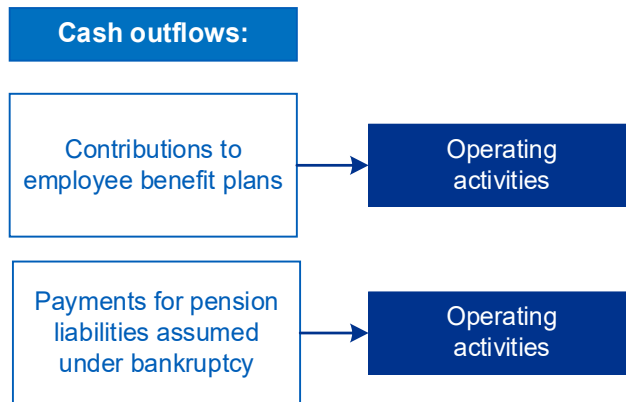 Cash outflows:
Contributions to
employee benefit plans
Operating
activities
Payments for pension
liabilities assumed
under bankruptcy
Operating
activities